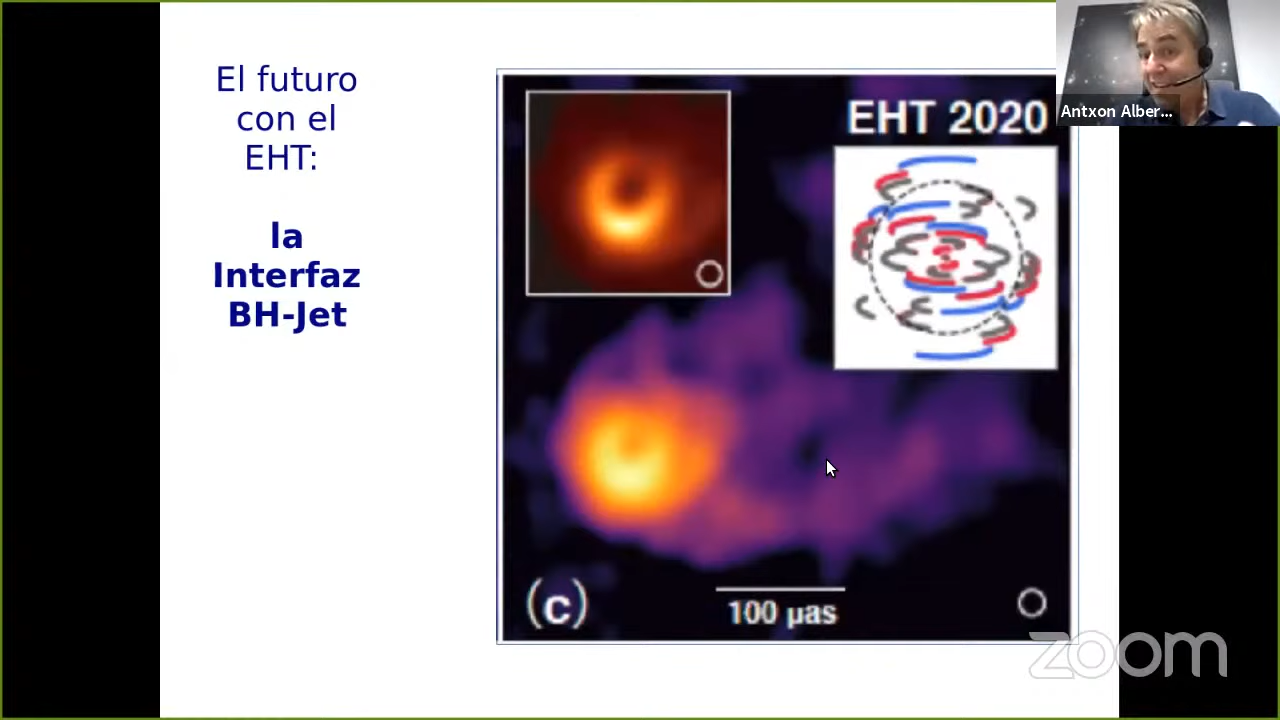 El futuro
con el
EHT:
la
Interfaz
BH-Jet
EHT 2020
(c)
100 µas
Antxon Alber...
zoom